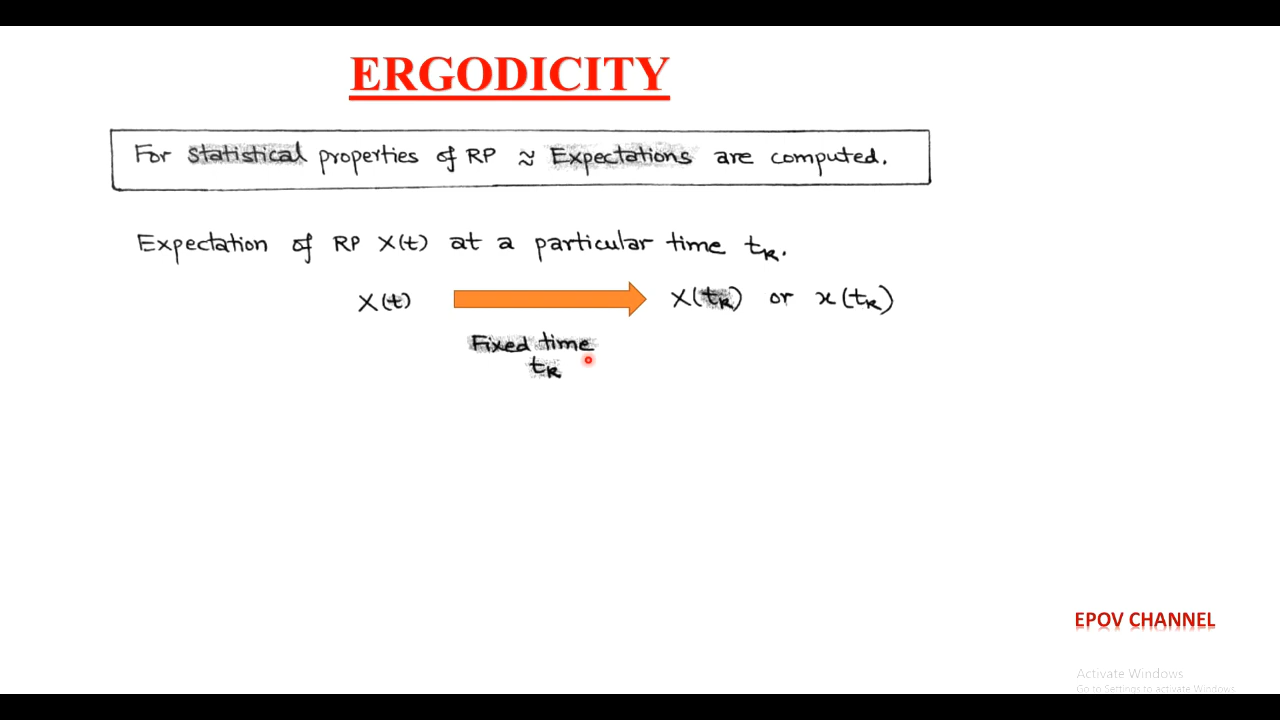 ERGODICITY
For Statistical properties of RP ≈ Expectations are computed.
Expectation of RP X(t) at a particular time tk.
X(t) X(tk) or x(tk)
Fixed time
tk
EPOV CHANNEL
Activate Windows
Go to Settings to activate Windows.